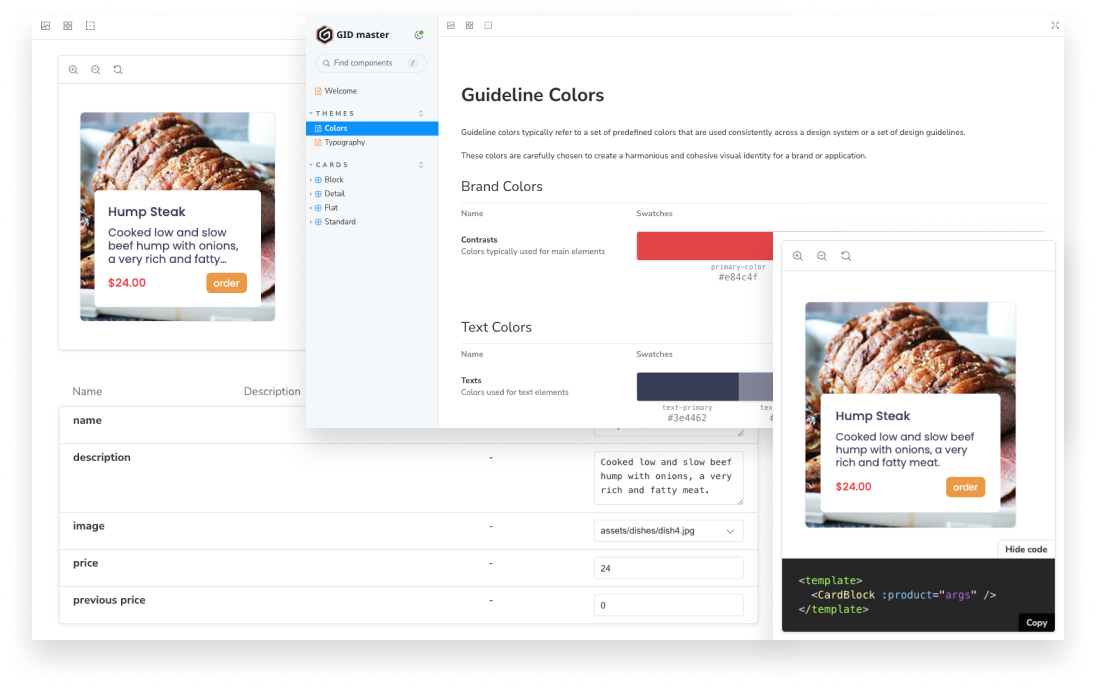 Hump Steak
Cooked low and slow
beef hump with onions,
a very rich and fatty...
$24.00
order
Name
Description
name
description
-
Cooked low and slow beef
hump with onions, a very
rich and fatty meat.
image
-
assets/dishes/dish4.jpg
price
-
24
previous price
-
0
GID master
Find components
/
Welcome
THEMES
Colors
Typography
CARDS
Block
Detail
Flat
Standard
Guideline Colors
Guideline colors typically refer to a set of predefined colors that are used consistently across a design system or a set of design guidelines.
These colors are carefully chosen to create a harmonious and cohesive visual identity for a brand or application.
Brand Colors
Name
Swatches
Contrasts
Colors typically used for main elements
primary-color
#e84c4f
Text Colors
Name
Swatches
Texts
Colors used for text elements
text-primary
#3e4462
Hump Steak
Cooked low and slow beef
hump with onions, a very
rich and fatty meat.
$24.00
order
Hide code
<template>
<CardBlock :product="args" />
</template>
Copy